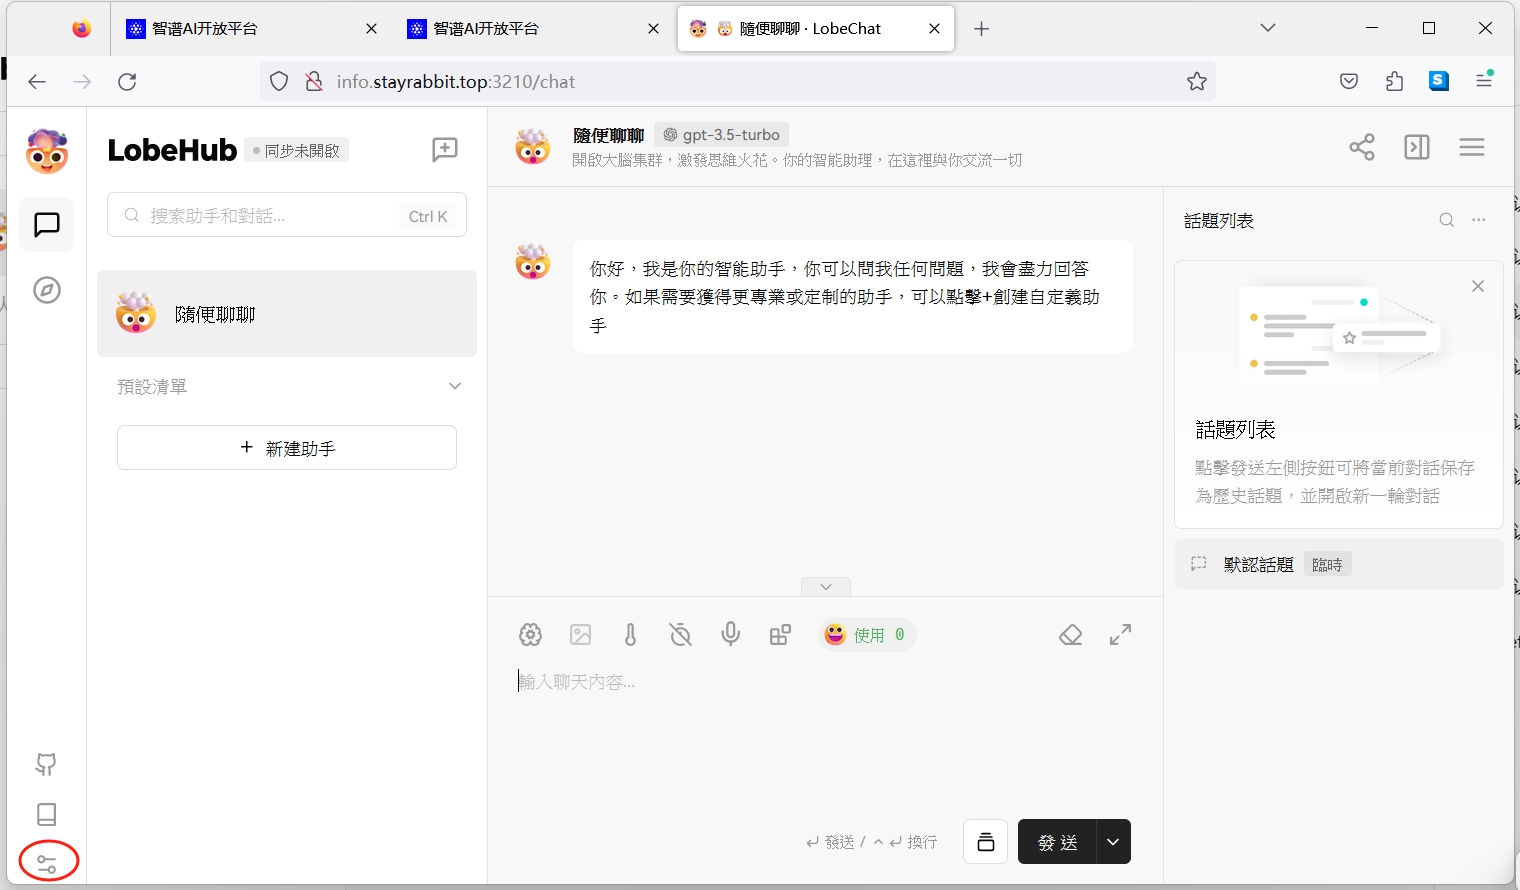 智谱AI开放平台
智谱AI开放平台
隨便聊聊 · LobeChat
info.stayrabbit.top:3210/chat
LobeHub
同步未開啟
搜索助手和對話...
Ctrl K
隨便聊聊
預設清單
+ 新建助手
隨便聊聊
gpt-3.5-turbo
開啟大腦集群，激發思維火花。你的智能助理，在這裡與你交流一切
你好，我是你的智能助手，你可以問我任何問題，我會盡力回答
你。如果需要獲得更專業或定制的助手，可以點擊+創建自定義助
手
使用 0
輸入聊天內容...
發送 /
換行
發 送
話題列表
話題列表
點擊發送左側按鈕可將當前對話保存
為歷史話題，並開啟新一輪對話
默認話題
臨時